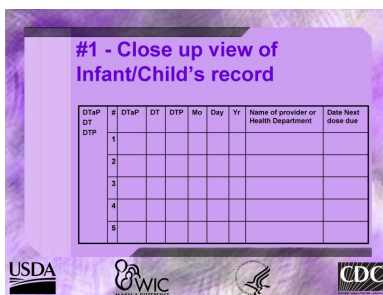 #1 - Close up view of
Infant/Child's record
DTaP # DTaP DT DTP Mo Day Yr Name of provider or Date Next
DT Health Department dose due
DTP
1
2
3
4
5
USDA WIC CDC